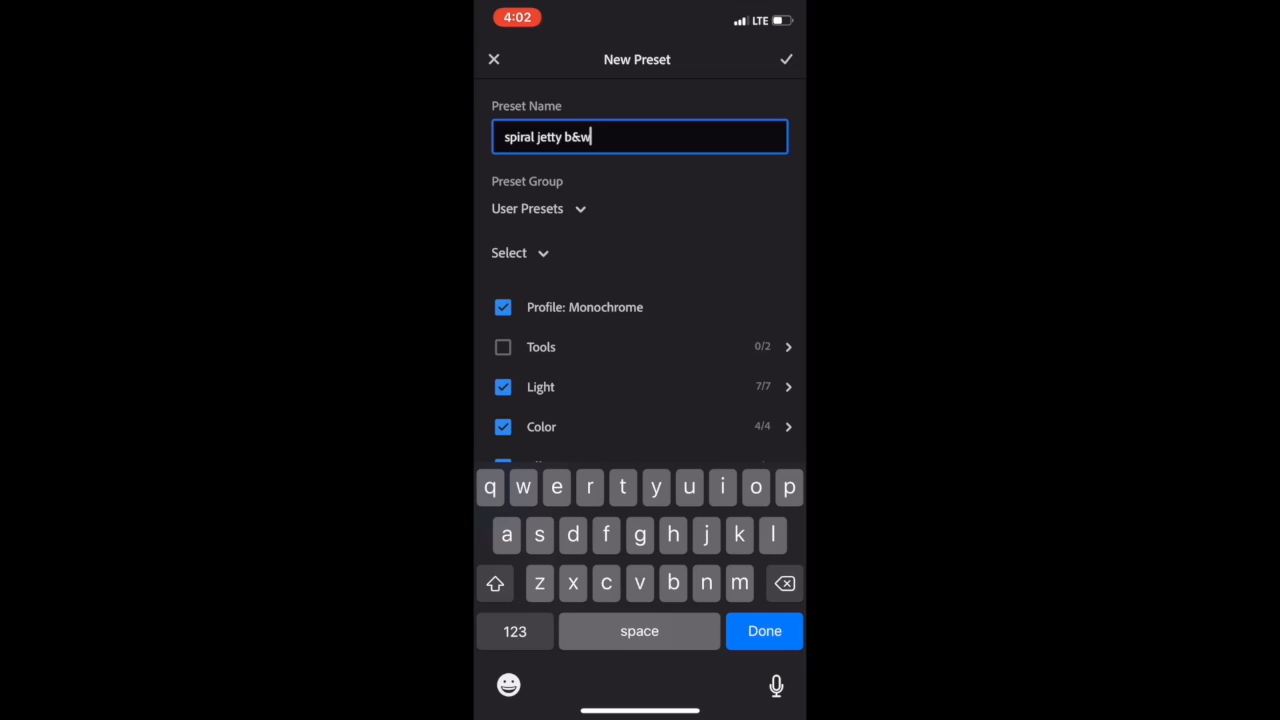 4:02 LTE
New Preset
Preset Name
spiral jetty b&w
Preset Group
User Presets
Select
Profile: Monochrome
Tools 0/2
Light 7/7
Color 4/4
q w e r t y u i o p
a s d f g h j k l
z x c v b n m
123 space Done